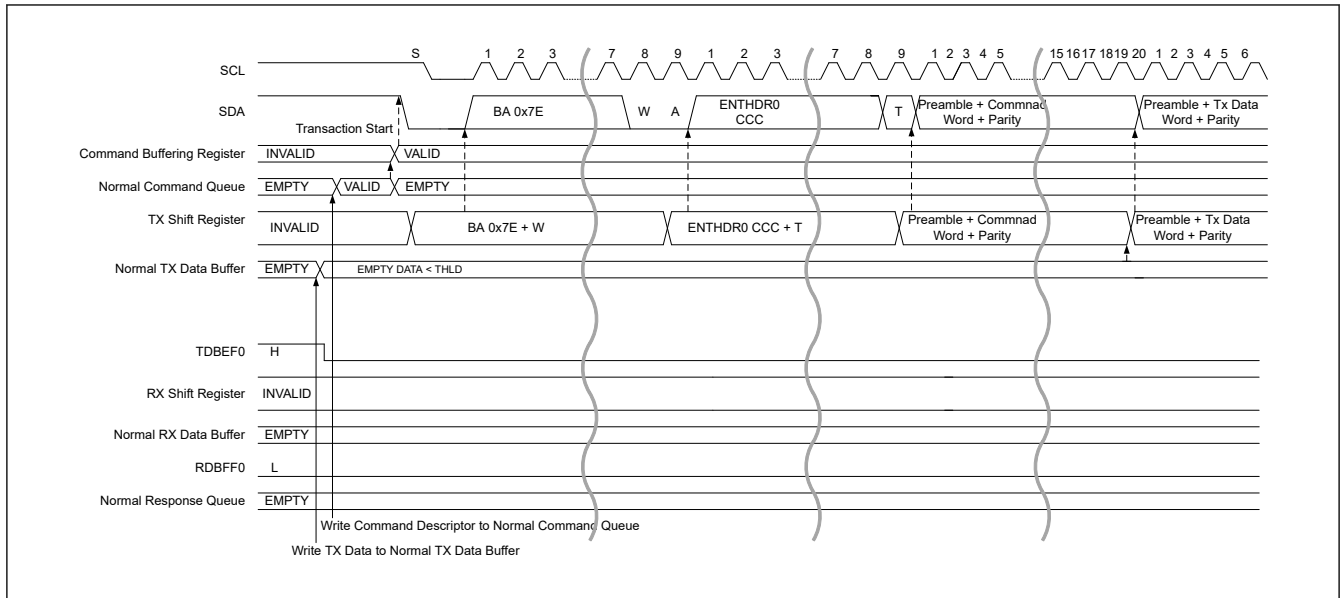 S 1 2 3 7 8 9 1 2 3 7 8 9 1 2 3 4 5 15 16 17 18 19 20 1 2 3 4 5 6
SCL
SDA BA 0x7E W A ENTHDR0 CCC T Preamble + Commnad Word + Parity Preamble + Tx Data Word + Parity
Transaction Start
Command Buffering Register INVALID VALID
Normal Command Queue EMPTY VALID EMPTY
TX Shift Register INVALID BA 0x7E + W ENTHDR0 CCC + T Preamble + Commnad Word + Parity Preamble + Tx Data Word + Parity
Normal TX Data Buffer EMPTY EMPTY DATA < THLD
TDBEF0 H
RX Shift Register INVALID
Normal RX Data Buffer EMPTY
RDBFF0 L
Normal Response Queue EMPTY
Write Command Descriptor to Normal Command Queue
Write TX Data to Normal TX Data Buffer